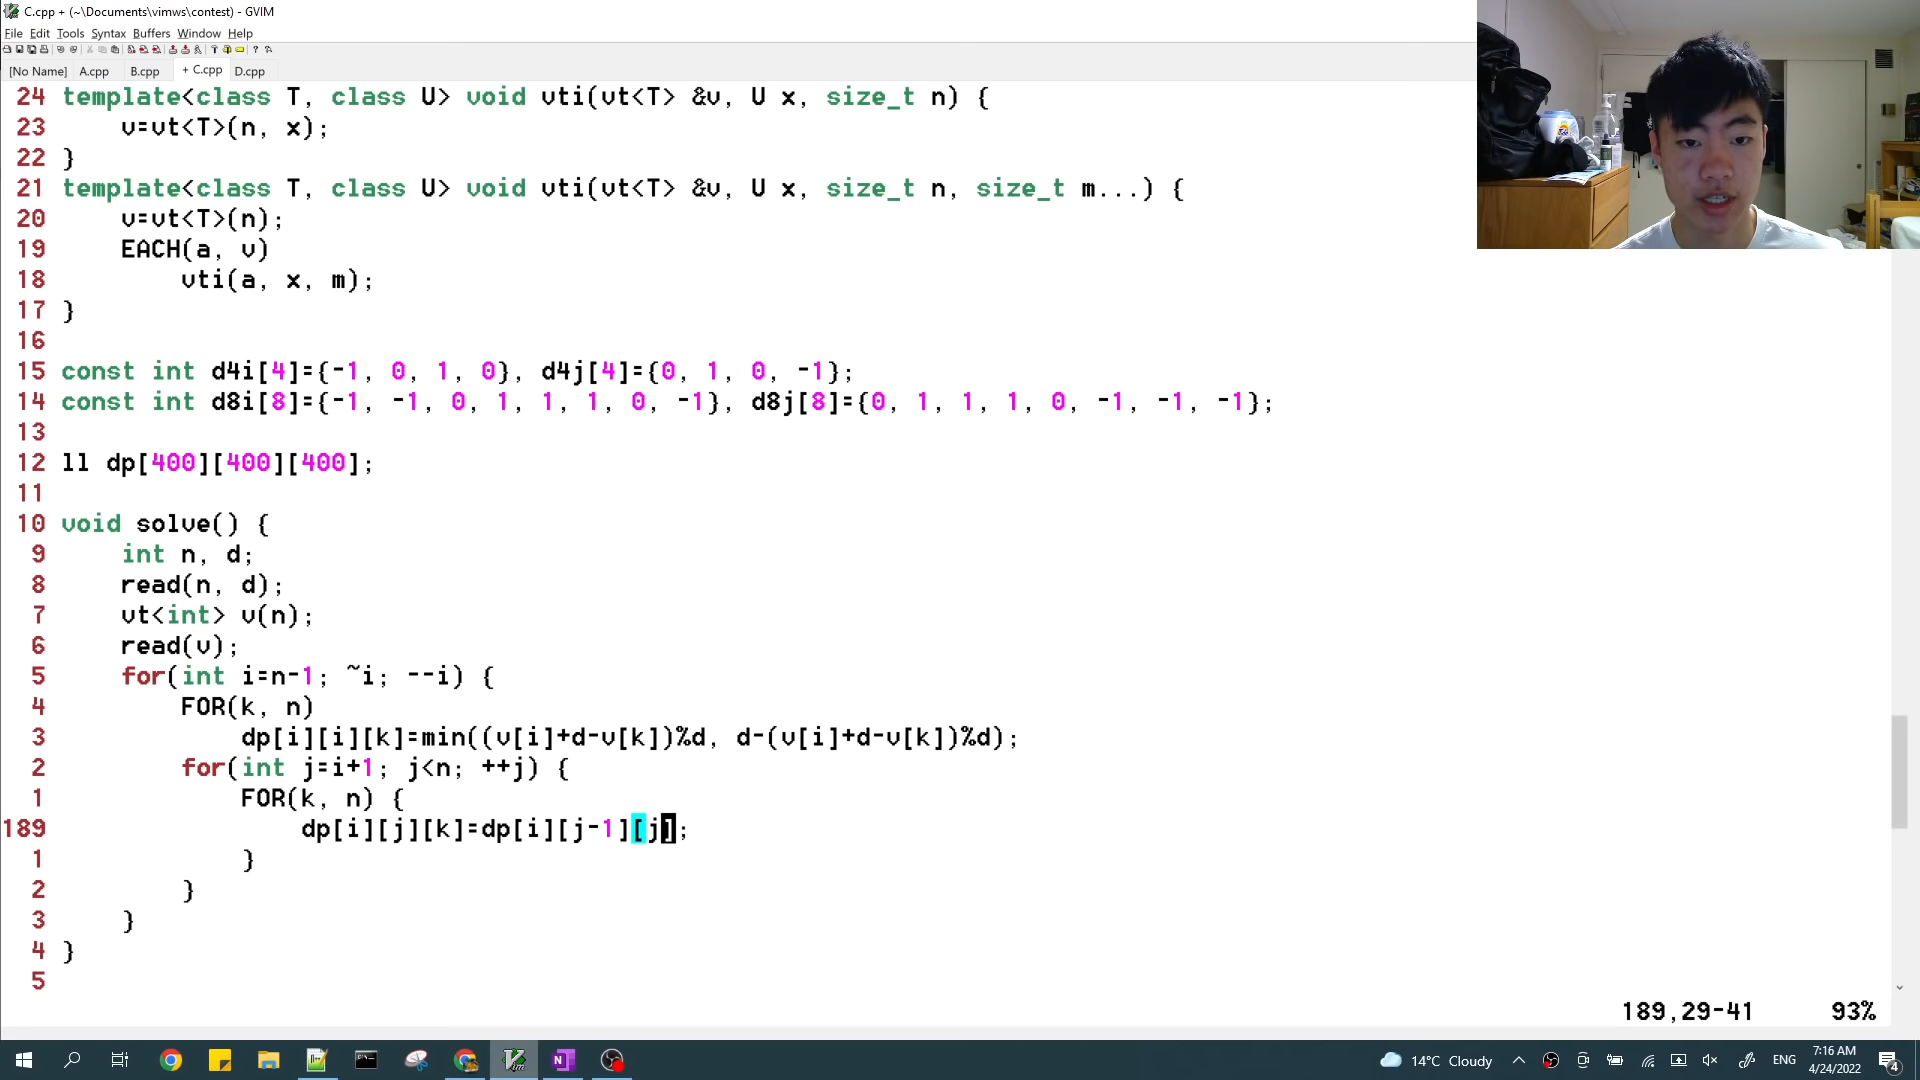 C.cpp + (~\Documents\vimws\contest) - GVIM
File Edit Tools Syntax Buffers Window Help
[No Name] A.cpp B.cpp + C.cpp D.cpp
24 template<class T, class U> void vti(vt<T> &v, U x, size_t n) {
23 v=vt<T>(n, x);
22 }
21 template<class T, class U> void vti(vt<T> &v, U x, size_t n, size_t m...) {
20 v=vt<T>(n);
19 EACH(a, v)
18 vti(a, x, m);
17 }
16
15 const int d4i[4]={-1, 0, 1, 0}, d4j[4]={0, 1, 0, -1};
14 const int d8i[8]={-1, -1, 0, 1, 1, 1, 0, -1}, d8j[8]={0, 1, 1, 1, 0, -1, -1, -1};
13
12 ll dp[400][400][400];
11
10 void solve() {
9 int n, d;
8 read(n, d);
7 vt<int> v(n);
6 read(v);
5 for(int i=n-1; ~i; --i) {
4 FOR(k, n)
3 dp[i][i][k]=min((v[i]+d-v[k])%d, d-(v[i]+d-v[k])%d);
2 for(int j=i+1; j<n; ++j) {
1 FOR(k, n) {
189 dp[i][j][k]=dp[i][j-1][j];
1 }
2 }
3 }
4 }
5
189,29-41 93%
14°C Cloudy ENG 7:16 AM
4/24/2022
4